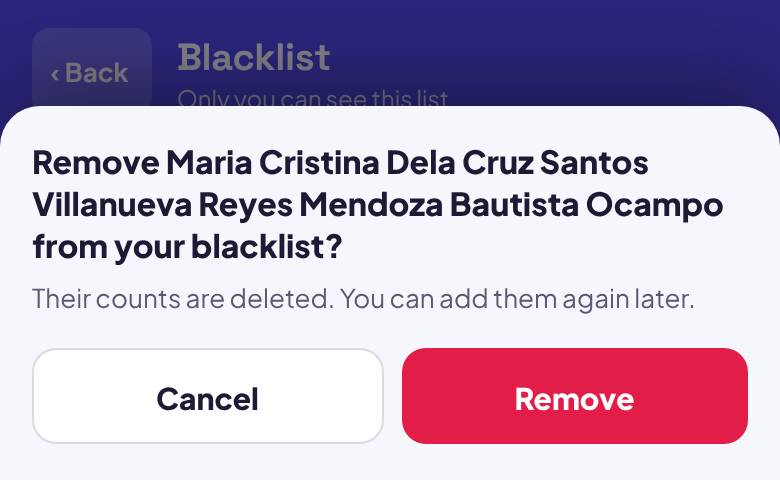 ‹ Back
Blacklist
Only you can see this list
Remove Maria Cristina Dela Cruz Santos
Villanueva Reyes Mendoza Bautista Ocampo
from your blacklist?
Their counts are deleted. You can add them again later.
Cancel
Remove